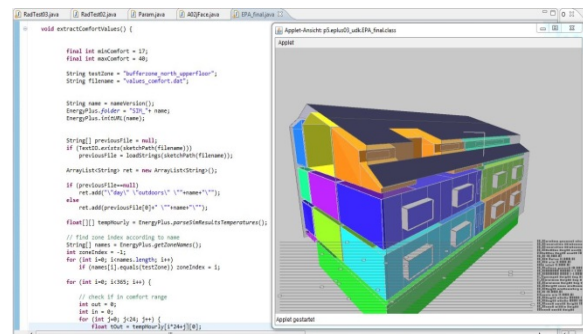 RadTest03.java
RadTest02.java
Param.java
A02jFace.java
EPA_final.java
void extractComfortValues() {
final int minComfort = 17;
final int maxComfort = 40;
String testZone = "bufferzone_north_upperfloor";
String filename = "values_comfort.dat";
String name = nameVersion();
EnergyPlus.folder = "SIM_"+ name;
EnergyPlus.initURL(name);
String[] previousFile = null;
if (TextIO.exists(sketchPath(filename)))
previousFile = loadStrings(sketchPath(filename));
ArrayList<String> ret = new ArrayList<String>();
if (previousFile==null)
ret.add("\"day\" \"outdoors\" \""+name+"\"");
else
ret.add(previousFile[0]+" \""+name+"\"");
float[][] tempHourly = EnergyPlus.parseSimResultsTemperatures();
// find zone index according to name
String[] names = EnergyPlus.getZoneNames();
int zoneIndex = -1;
for (int i=0; i<names.length; i++)
if (names[i].equals(testZone)) zoneIndex = i;
for (int i=0; i<365; i++) {
// check if in comfort range
int out = 0;
int in = 0;
for (int j=0; j<24; j++) {
float tOut = tempHourly[i*24+j][0];
Applet-Ansicht: p5.eplus03_udk.EPA_final.class
Applet
Applet gestartet